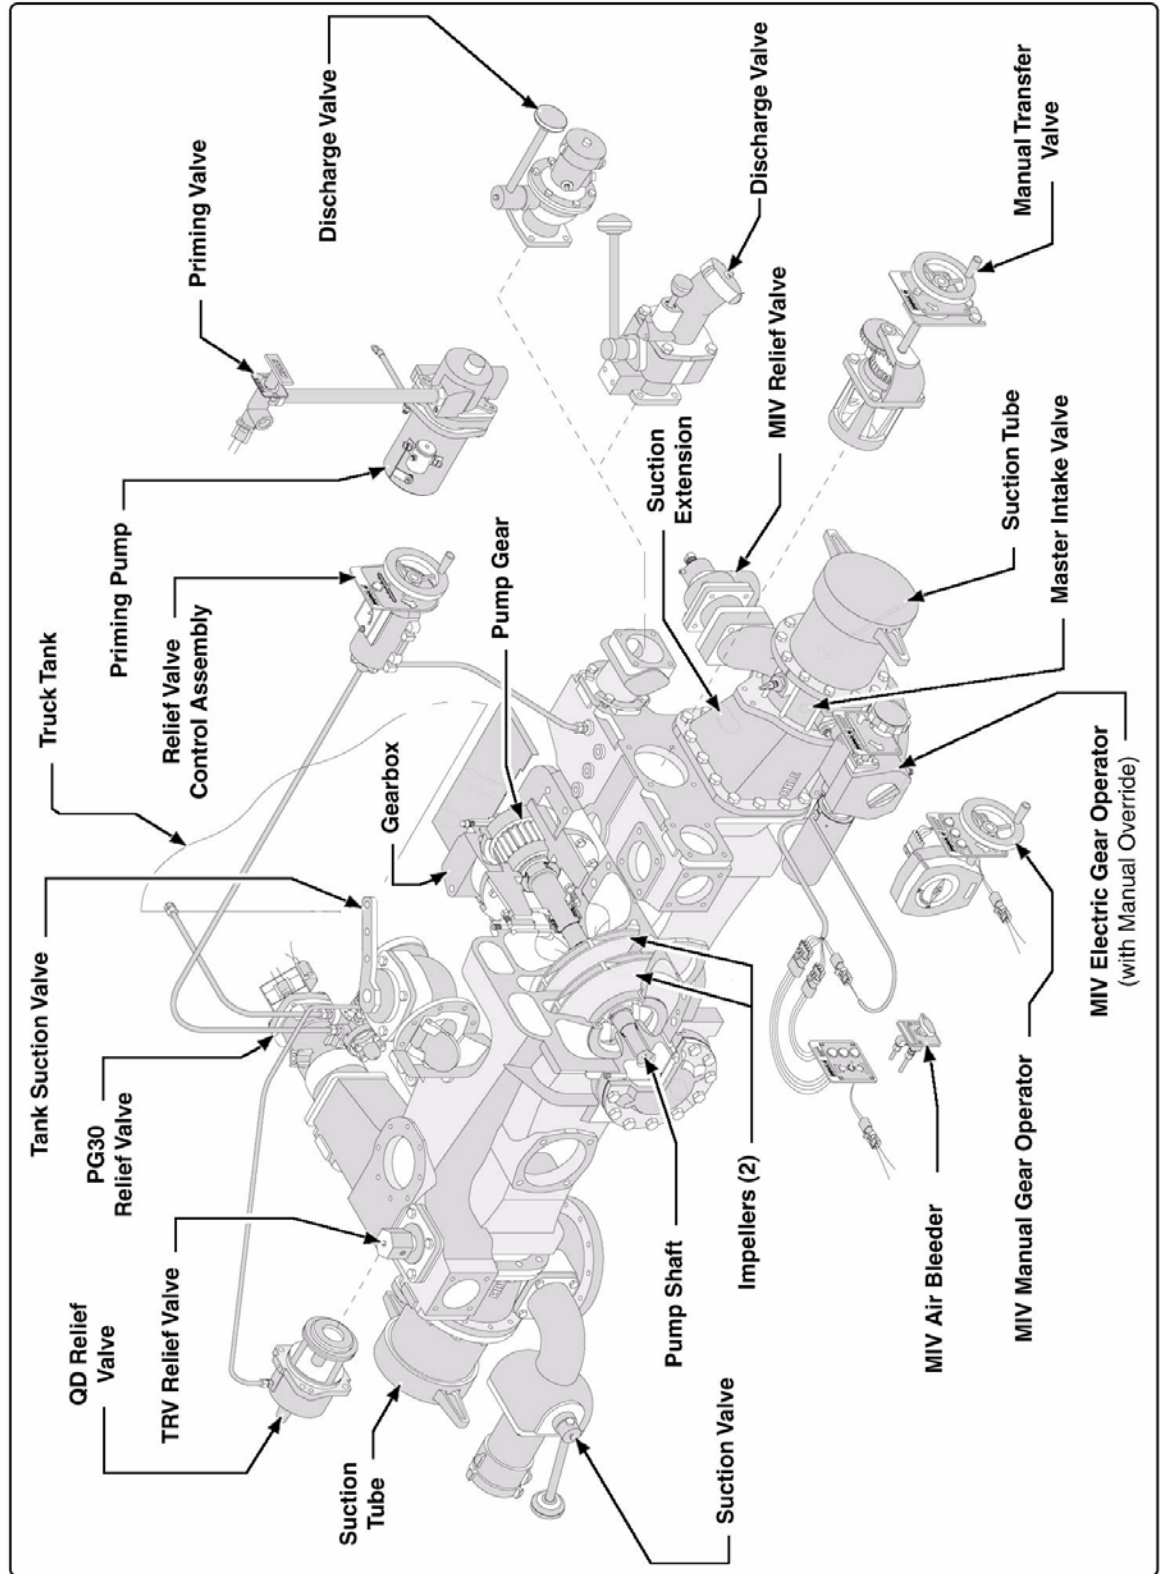 Tank Suction Valve
Truck Tank
PG30
Relief Valve
QD Relief
Valve
TRV Relief Valve
Relief Valve
Control Assembly
Priming Pump
Priming Valve
Discharge Valve
Gearbox
Pump Gear
Discharge Valve
Suction
Tube
Suction
Extension
MIV Relief Valve
Manual Transfer
Valve
Suction Valve
Pump Shaft
Impellers (2)
MIV Air Bleeder
MIV Manual Gear Operator
MIV Electric Gear Operator
(with Manual Override)
Master Intake Valve
Suction Tube